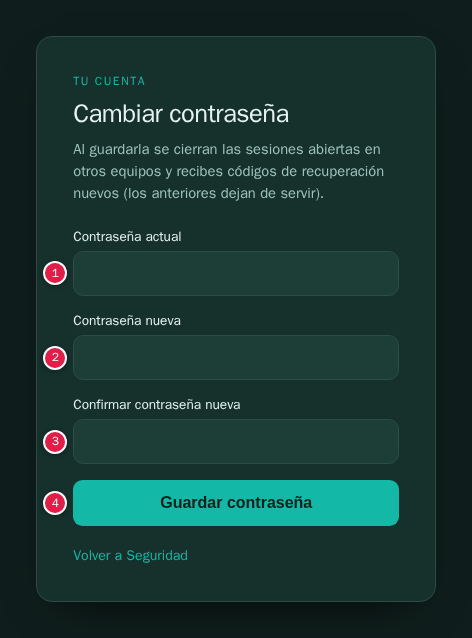 TU CUENTA
Cambiar contraseña
Al guardarla se cierran las sesiones abiertas en
otros equipos y recibes códigos de recuperación
nuevos (los anteriores dejan de servir).
Contraseña actual
1
Contraseña nueva
2
Confirmar contraseña nueva
3
4 Guardar contraseña
Volver a Seguridad